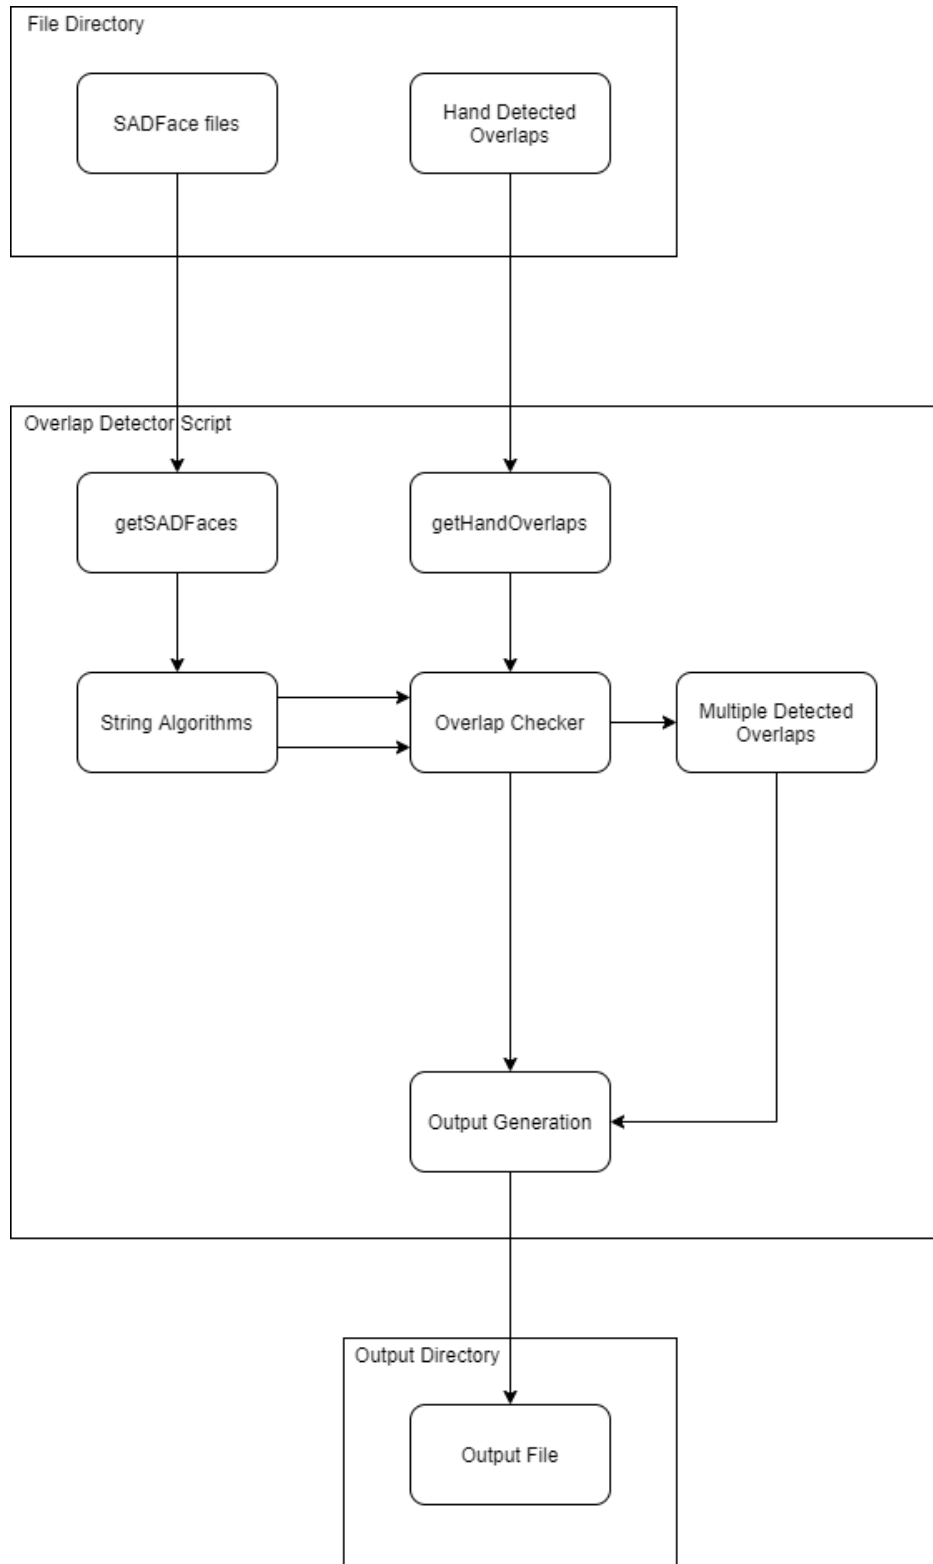 File Directory
SADFace files
Hand Detected
Overlaps
Overlap Detector Script
getSADFaces
getHandOverlaps
String Algorithms
Overlap Checker
Multiple Detected
Overlaps
Output Generation
Output Directory
Output File